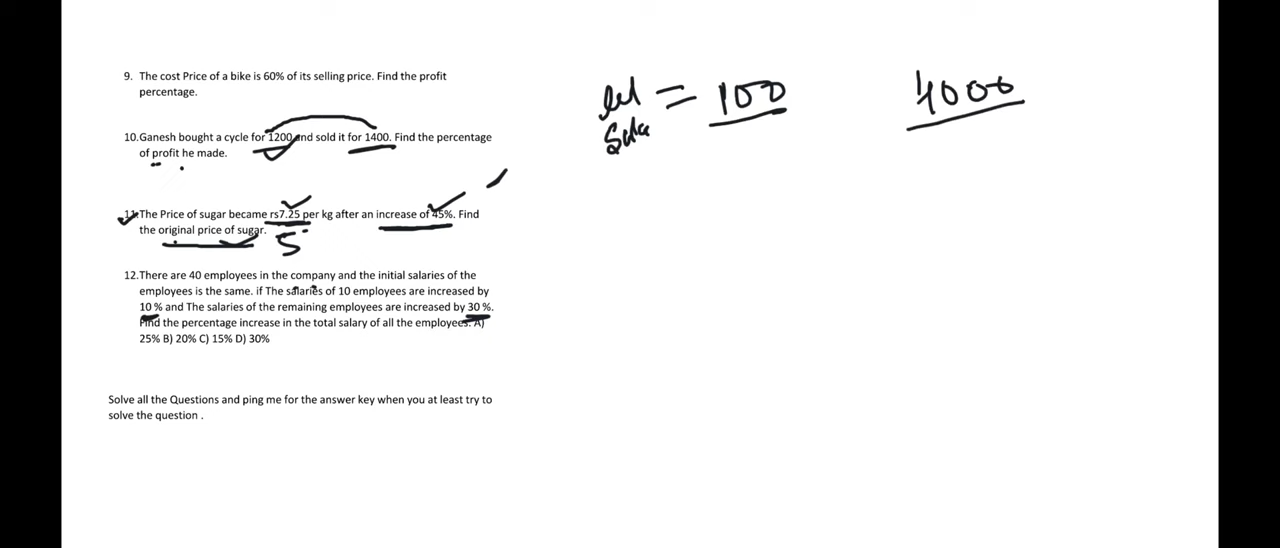 9. The cost Price of a bike is 60% of its selling price. Find the profit
percentage.
10.Ganesh bought a cycle for 1200 and sold it for 1400. Find the percentage
of profit he made.
11.The Price of sugar became rs7.25 per kg after an increase of 45%. Find
the original price of sugar.
5
12.There are 40 employees in the company and the initial salaries of the
employees is the same. if The salaries of 10 employees are increased by
10 % and The salaries of the remaining employees are increased by 30 %.
Find the percentage increase in the total salary of all the employees. A)
25% B) 20% C) 15% D) 30%
Solve all the Questions and ping me for the answer key when you at least try to
solve the question .
= 100
4000